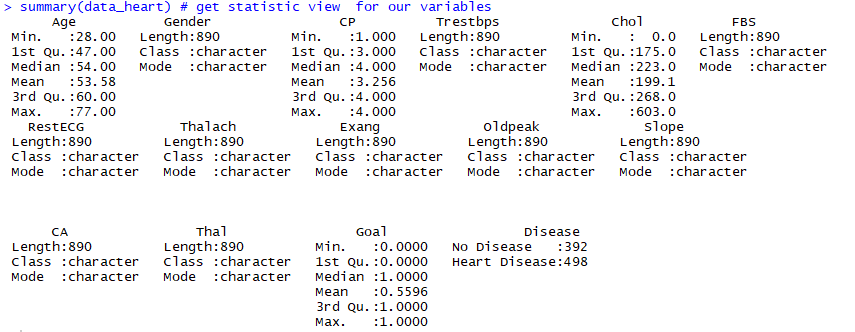 > summary(data_heart) # get statistic view  for our variables
      Age           Gender                CP          Trestbps              Chol           FBS
 Min.   :28.00   Length:890         Min.   :1.000   Length:890         Min.   :  0.0   Length:890
 1st Qu.:47.00   Class :character   1st Qu.:3.000   Class :character   1st Qu.:175.0   Class :character
 Median :54.00   Mode  :character   Median :4.000   Mode  :character   Median :223.0   Mode  :character
 Mean   :53.58                      Mean   :3.256                      Mean   :199.1
 3rd Qu.:60.00                      3rd Qu.:4.000                      3rd Qu.:268.0
 Max.   :77.00                      Max.   :4.000                      Max.   :603.0
   RestECG            Thalach             Exang             Oldpeak             Slope
 Length:890         Length:890         Length:890         Length:890         Length:890
 Class :character   Class :character   Class :character   Class :character   Class :character
 Mode  :character   Mode  :character   Mode  :character   Mode  :character   Mode  :character
      CA                Thal                Goal                 Disease
 Length:890         Length:890         Min.   :0.0000   No Disease   :392
 Class :character   Class :character   1st Qu.:0.0000   Heart Disease:498
 Mode  :character   Mode  :character   Median :1.0000
                                       Mean   :0.5596
                                       3rd Qu.:1.0000
                                       Max.   :1.0000